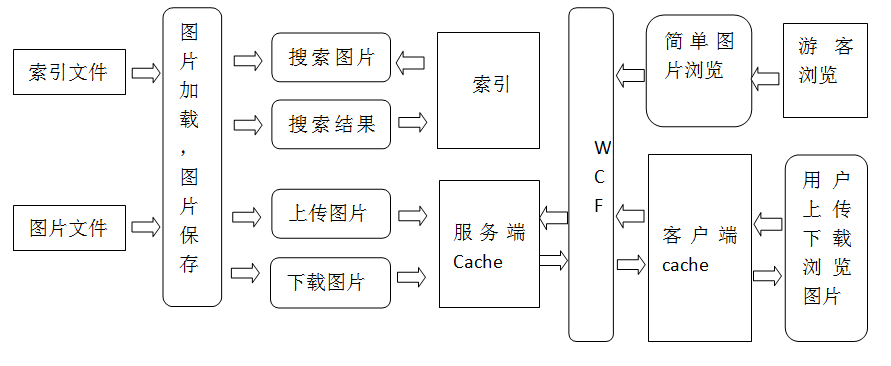 索引文件
图片文件
图
片
加
载
，
图
片
保
存
搜索图片
搜索结果
上传图片
下载图片
索引
服务端
Cache
W
C
F
简单图
片浏览
游客
浏览
客户端
cache
用户
上传
下载
浏览
图片